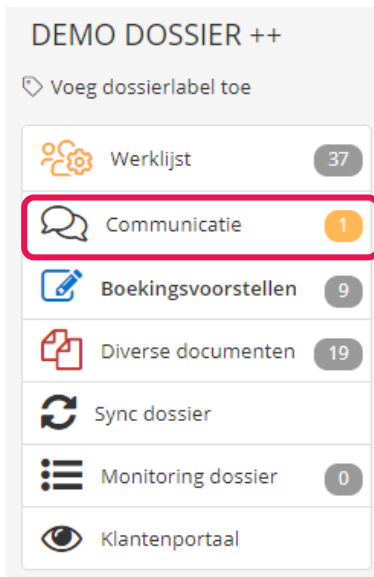 DEMO DOSSIER ++
Voeg dossierlabel toe
Werklijst 37
Communicatie 1
Boekingsvoorstellen 9
Diverse documenten 19
Sync dossier
Monitoring dossier 0
Klantenportaal